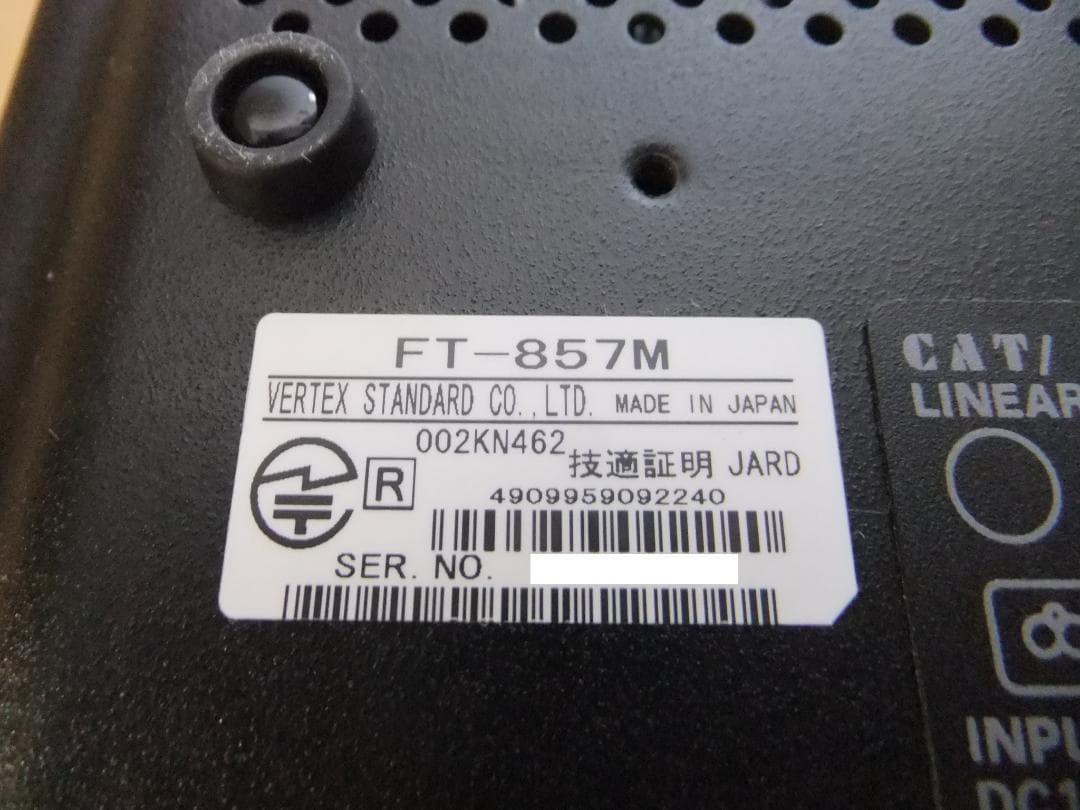 FT-857M
VERTEX STANDARD CO.,LTD. MADE IN JAPAN
002KN462
技適証明 JARD
R
4909959092240
SER. NO.
CAT/
LINEAR